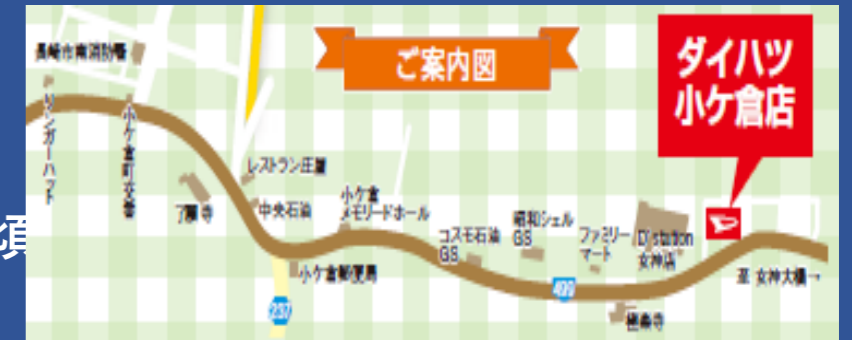 頃
長崎市南消防署
リンガーハット
小ケ倉町交番
ご案内図
ダイハツ
小ケ倉店
レストラン庄屋
中央石油
了願寺
小ケ倉
メモリードホール
小ケ倉郵便局
237
コスモ石油
GS
昭和シェル
GS
ファミリー
マート
D'station
女神店
499
至 女神大橋→